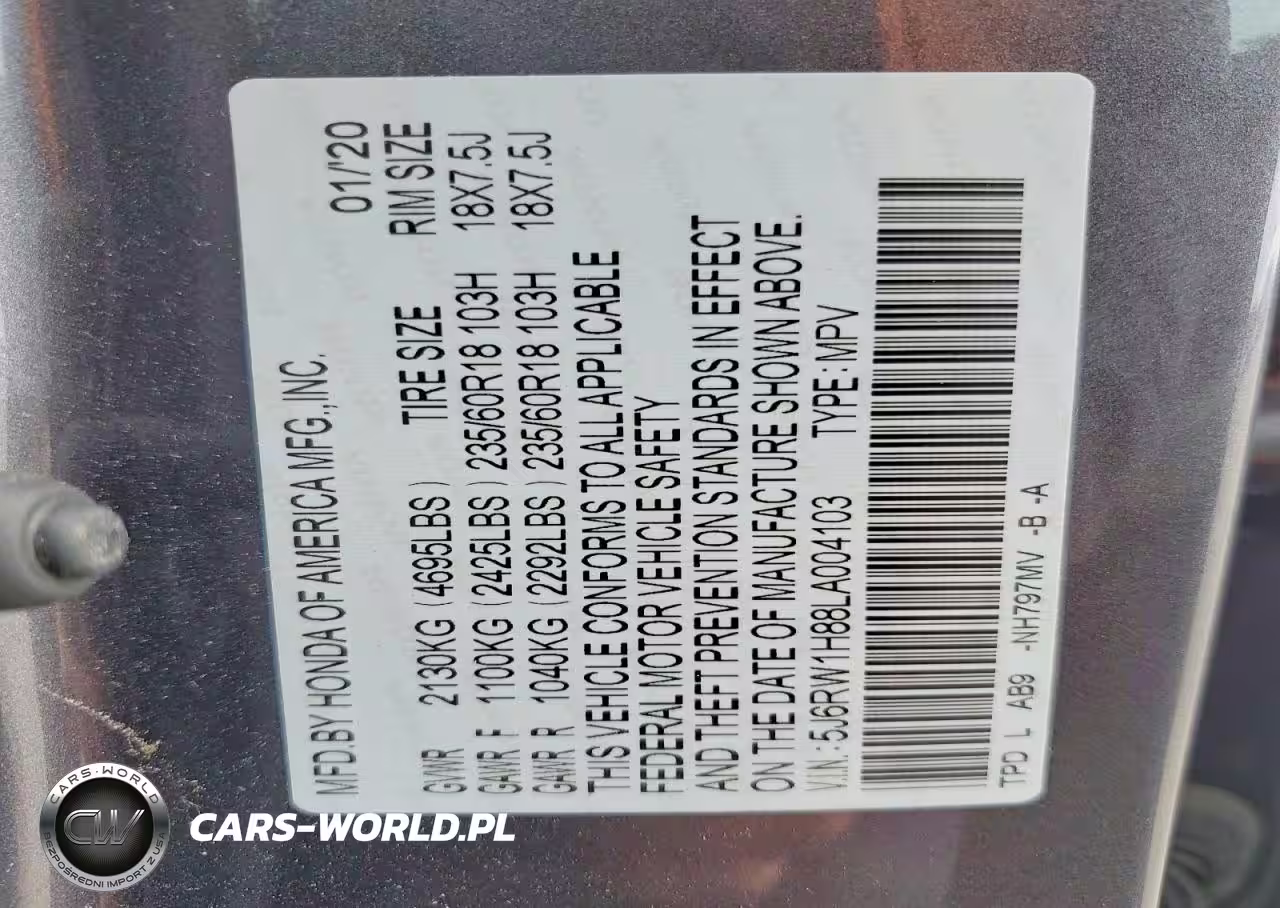 MFD.BY HONDA OF AMERICA MFG.,INC. 01/'20
TIRE SIZE RIM SIZE
GVWR 2130KG (4695LBS)
GAWR F 1100KG (2425LBS) 235/60R18 103H 18X7.5J
GAWR R 1040KG (2292LBS) 235/60R18 103H 18X7.5J
THIS VEHICLE CONFORMS TO ALL APPLICABLE
FEDERAL MOTOR VEHICLE SAFETY
AND THEFT PREVENTION STANDARDS IN EFFECT
ON THE DATE OF MANUFACTURE SHOWN ABOVE.
V.I.N.: 5J6RW1H88LA004103 TYPE:MPV
TPD L AB9 -NH797MV -B -A
CARS-WORLD
CW
BEZPOŚREDNI IMPORT Z USA
CARS-WORLD.PL